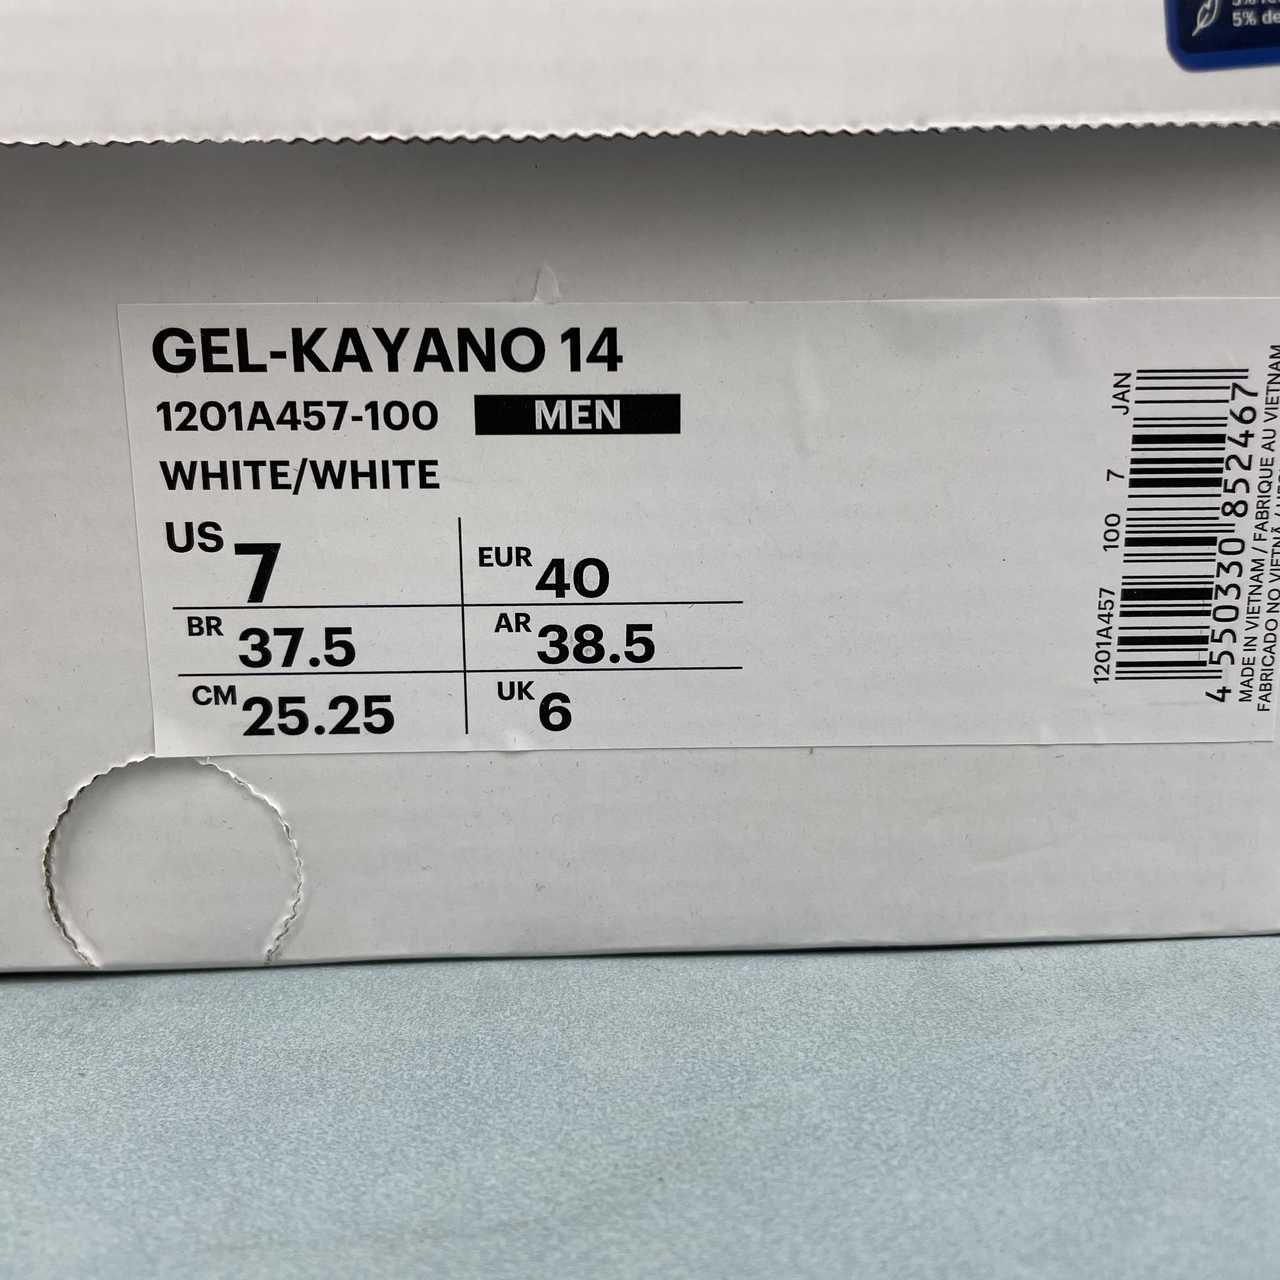 5% de
GEL-KAYANO 14
1201A457-100 MEN
WHITE/WHITE
US 7 EUR 40
BR 37.5 AR 38.5
CM 25.25 UK 6
1201A457 100 7 JAN
4 550330 852467
MADE IN VIETNAM / FABRIQUE AU VIETNAM
FABRICADO NO VIETNÃ /